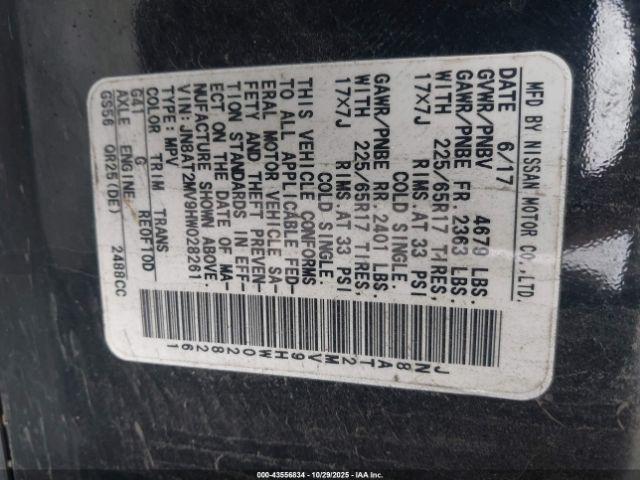 MFD BY NISSAN MOTOR CO.,LTD.
DATE 6/17
GVWR/PNBV 4679 LBS.
GAWR/PNBE FR 2363 LBS.
WITH 225/65R17 TIRES,
17X7J RIMS,AT 33 PSI
COLD SINGLE.
GAWR/PNBE RR 2401 LBS.
WITH 225/65R17 TIRES,
17X7J RIMS,AT 33 PSI
COLD SINGLE.
THIS VEHICLE CONFORMS
TO ALL APPLICABLE FED-
ERAL MOTOR VEHICLE SA-
FETY AND THEFT PREVEN-
TION STANDARDS IN EFF-
ECT ON THE DATE OF MA-
NUFACTURE SHOWN ABOVE.
VIN:JN8AT2MV9HW028261
TYPE:MPV
COLOR TRIM TRANS
G41 G RE0F10D
AXLE ENGINE
GS56 QR25(DE) 2488CC
JN8AT2MV9HW028261
000-43556834 - 10/29/2025 - IAA Inc.